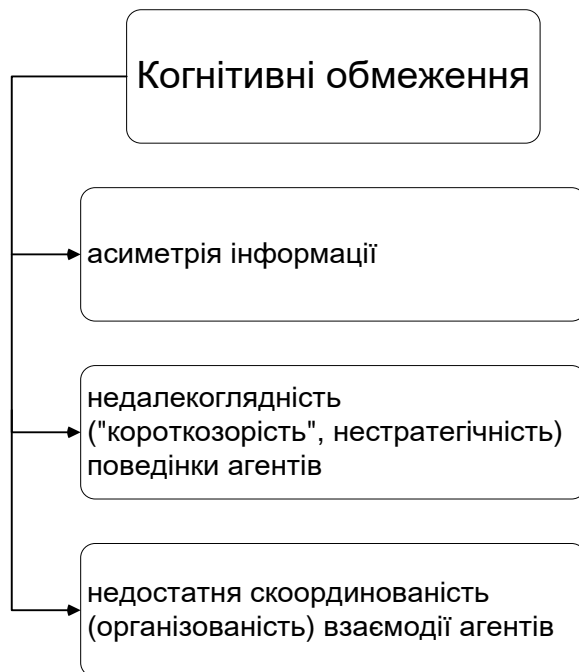 Когнітивні обмеження
асиметрія інформації
недалекоглядність
("короткозорість", нестратегічність)
поведінки агентів
недостатня скоординованість
(організованість) взаємодії агентів